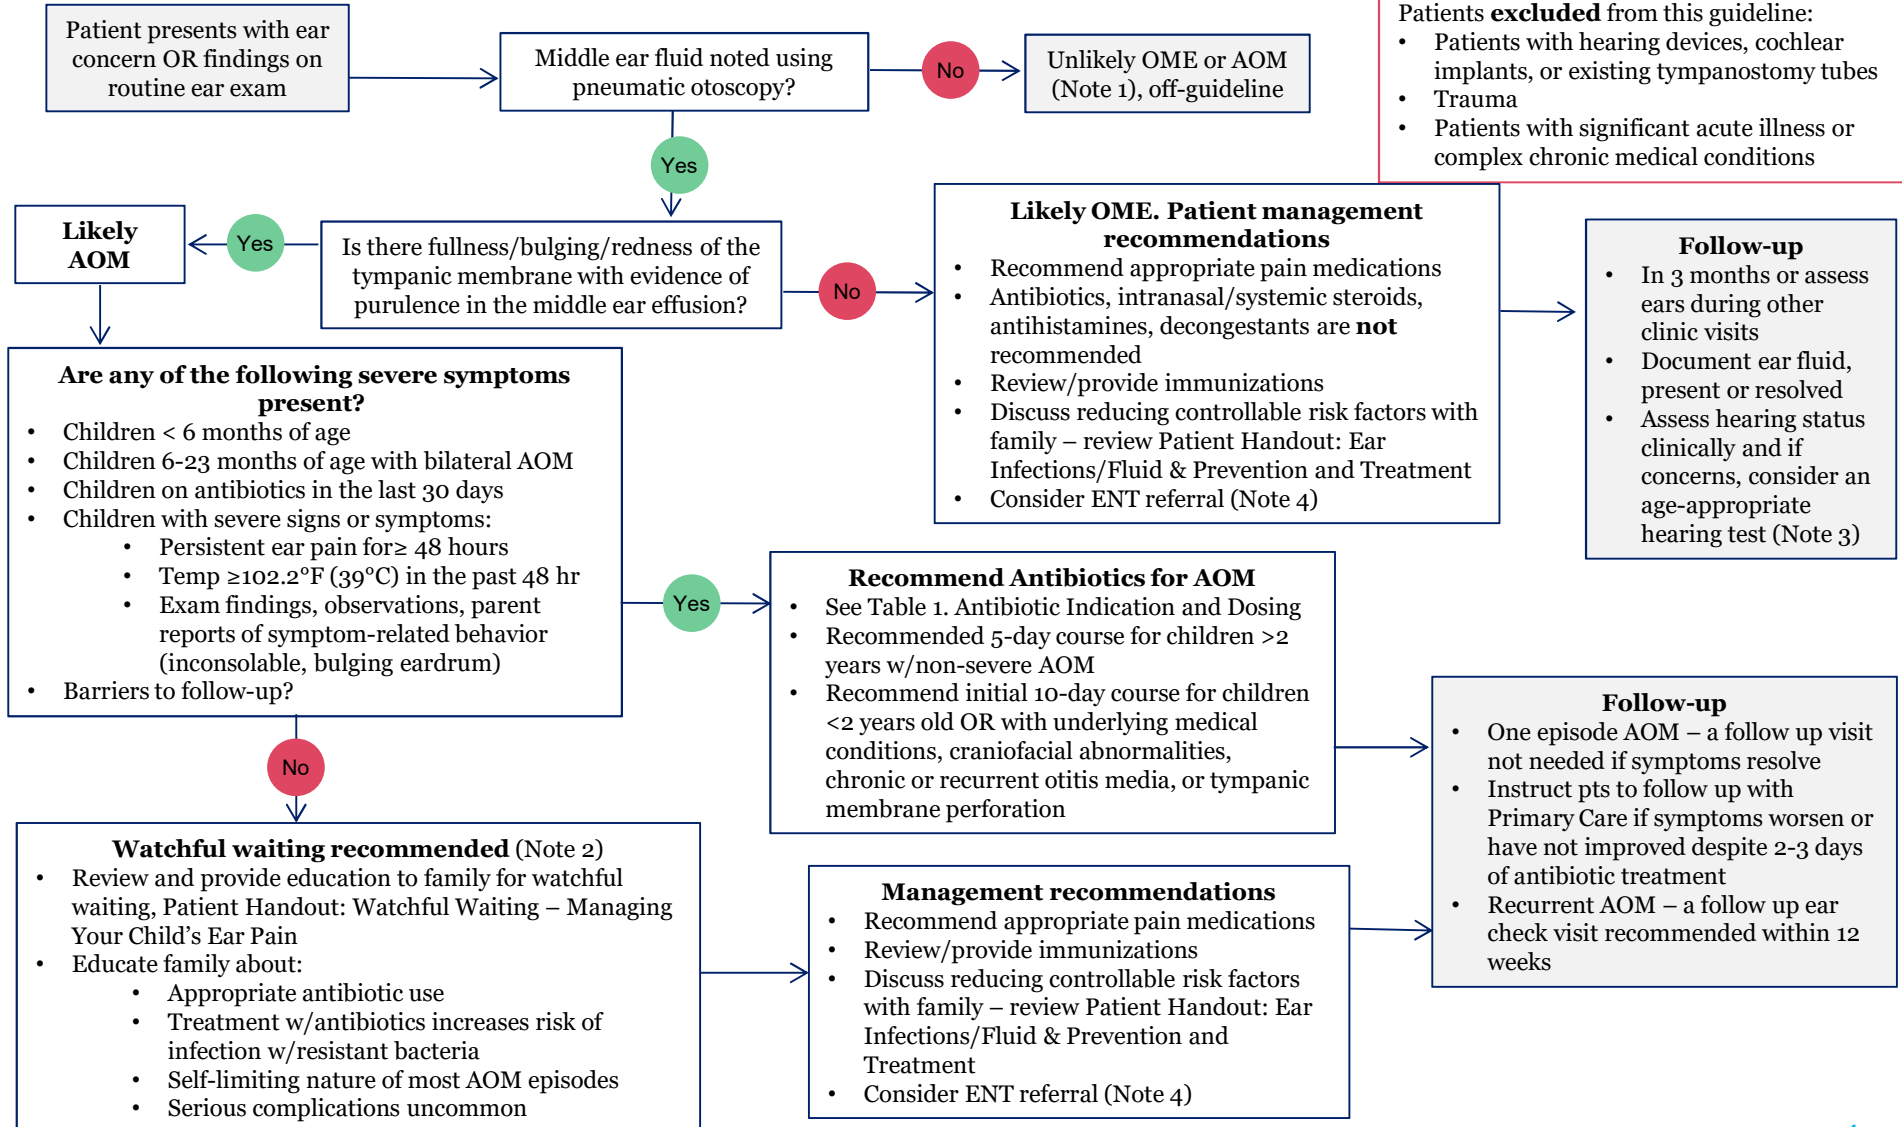 Patient presents with ear
concern OR findings on
routine ear exam
Middle ear fluid noted using
pneumatic otoscopy?
No
Unlikely OME or AOM
(Note 1), off-guideline
Patients excluded from this guideline:
• Patients with hearing devices, cochlear
implants, or existing tympanostomy tubes
• Trauma
• Patients with significant acute illness or
complex chronic medical conditions
Yes
Likely
AOM
Yes
Is there fullness/bulging/redness of the
tympanic membrane with evidence of
purulence in the middle ear effusion?
No
Likely OME. Patient management
recommendations
• Recommend appropriate pain medications
• Antibiotics, intranasal/systemic steroids,
antihistamines, decongestants are not
recommended
• Review/provide immunizations
• Discuss reducing controllable risk factors with
family – review Patient Handout: Ear
Infections/Fluid & Prevention and Treatment
• Consider ENT referral (Note 4)
Follow-up
• In 3 months or assess
ears during other
clinic visits
• Document ear fluid,
present or resolved
• Assess hearing status
clinically and if
concerns, consider an
age-appropriate
hearing test (Note 3)
Are any of the following severe symptoms
present?
• Children < 6 months of age
• Children 6-23 months of age with bilateral AOM
• Children on antibiotics in the last 30 days
• Children with severe signs or symptoms:
• Persistent ear pain for≥ 48 hours
• Temp ≥102.2°F (39°C) in the past 48 hr
• Exam findings, observations, parent
reports of symptom-related behavior
(inconsolable, bulging eardrum)
• Barriers to follow-up?
Yes
Recommend Antibiotics for AOM
• See Table 1. Antibiotic Indication and Dosing
• Recommended 5-day course for children >2
years w/non-severe AOM
• Recommend initial 10-day course for children
<2 years old OR with underlying medical
conditions, craniofacial abnormalities,
chronic or recurrent otitis media, or tympanic
membrane perforation
No
Watchful waiting recommended (Note 2)
• Review and provide education to family for watchful
waiting, Patient Handout: Watchful Waiting – Managing
Your Child's Ear Pain
• Educate family about:
• Appropriate antibiotic use
• Treatment w/antibiotics increases risk of
infection w/resistant bacteria
• Self-limiting nature of most AOM episodes
• Serious complications uncommon
Management recommendations
• Recommend appropriate pain medications
• Review/provide immunizations
• Discuss reducing controllable risk factors
with family – review Patient Handout: Ear
Infections/Fluid & Prevention and
Treatment
• Consider ENT referral (Note 4)
Follow-up
• One episode AOM – a follow up visit
not needed if symptoms resolve
• Instruct pts to follow up with
Primary Care if symptoms worsen or
have not improved despite 2-3 days
of antibiotic treatment
• Recurrent AOM – a follow up ear
check visit recommended within 12
weeks